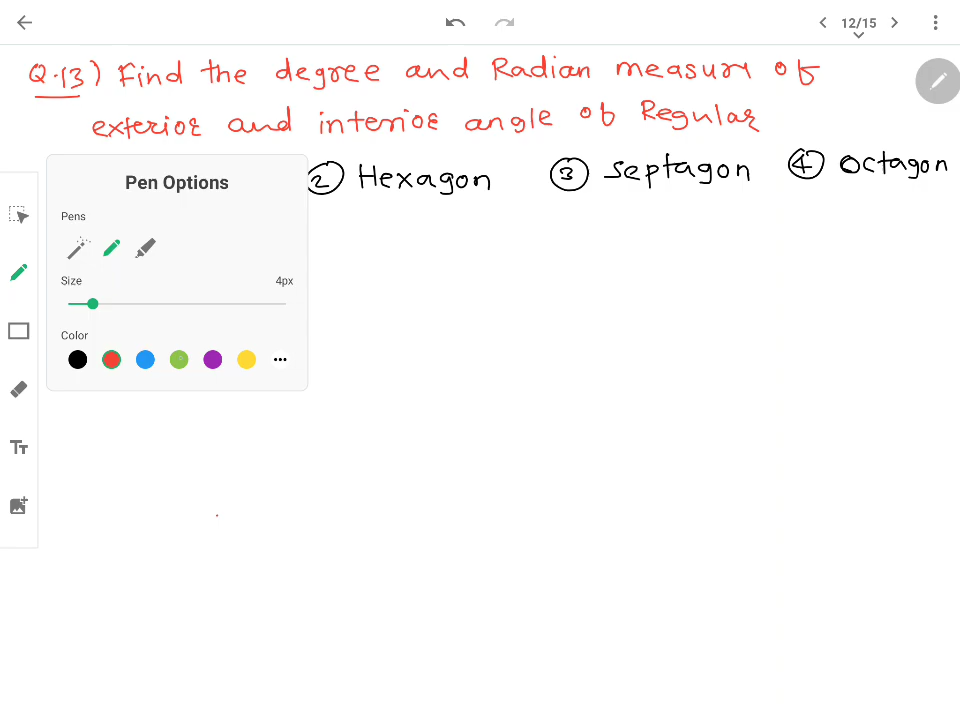 12/15
Q.13) Find the degree and Radian measure of
exterior and interior angle of Regular
② Hexagon ③ Septagon ④ Octagon
Pen Options
Pens
Size 4px
Color
Tт